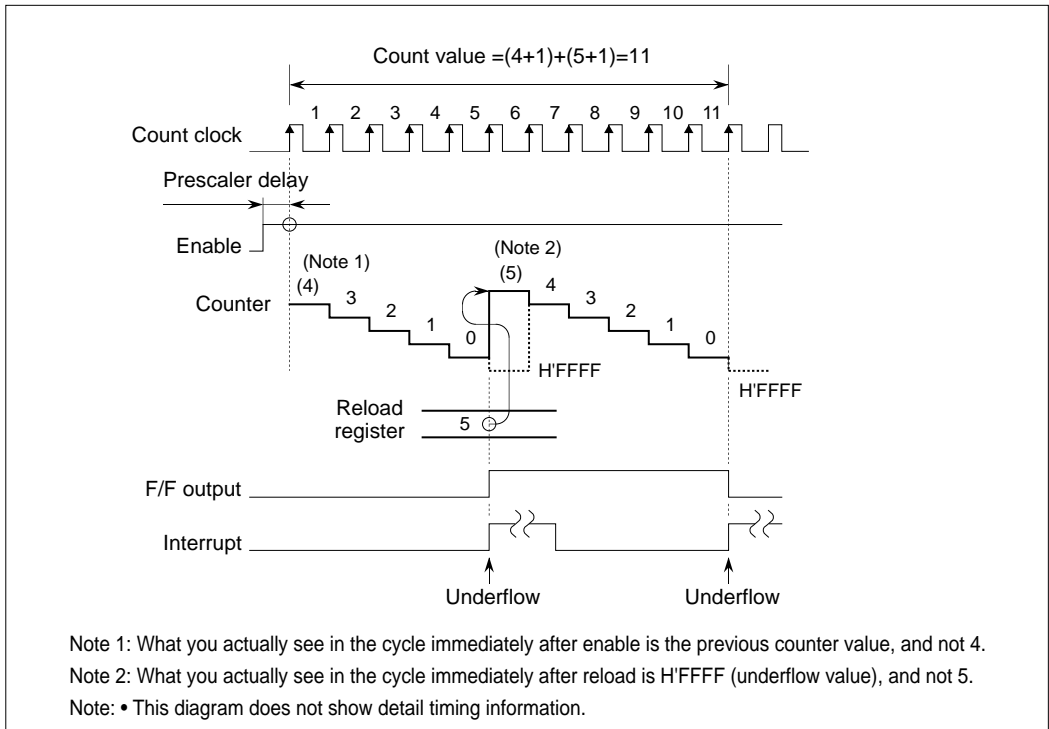 Count value =(4+1)+(5+1)=11
1 2 3 4 5 6 7 8 9 10 11
Count clock
Prescaler delay
Enable
(Note 1)
(Note 2)
(4) 3 2 1 0 (5) 4 3 2 1 0
Counter
H'FFFF
H'FFFF
Reload
register
5
F/F output
Interrupt
Underflow Underflow
Note 1: What you actually see in the cycle immediately after enable is the previous counter value, and not 4.
Note 2: What you actually see in the cycle immediately after reload is H'FFFF (underflow value), and not 5.
Note: • This diagram does not show detail timing information.